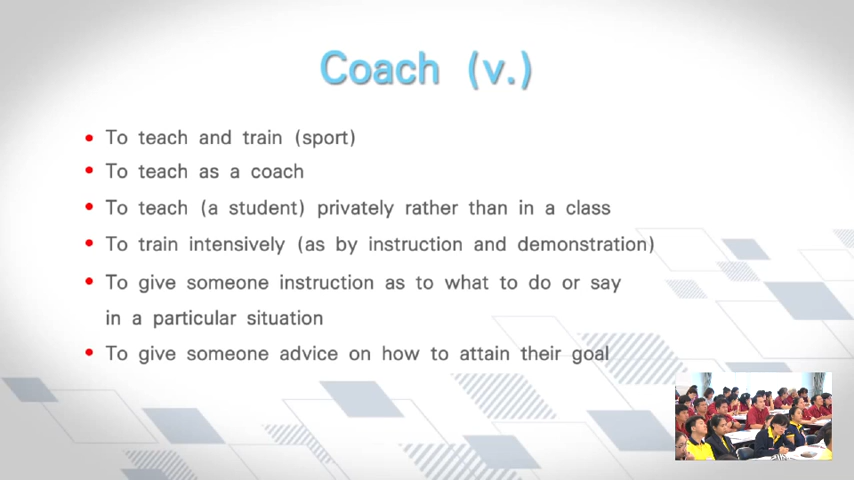 Coach (v.)
• To teach and train (sport)
• To teach as a coach
• To teach (a student) privately rather than in a class
• To train intensively (as by instruction and demonstration)
• To give someone instruction as to what to do or say
in a particular situation
• To give someone advice on how to attain their goal